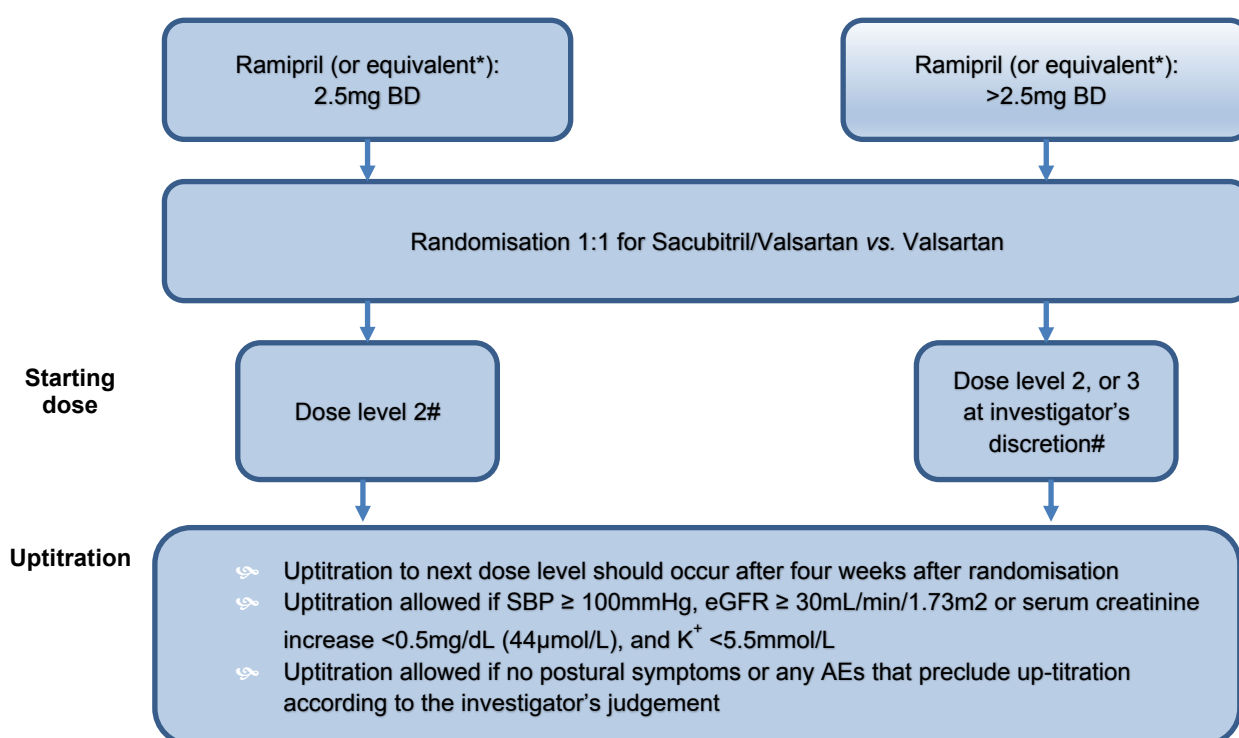 Ramipril (or equivalent*):
2.5mg BD
Ramipril (or equivalent*):
>2.5mg BD
Randomisation 1:1 for Sacubitril/Valsartan vs. Valsartan
Starting
dose
Dose level 2#
Dose level 2, or 3
at investigator’s
discretion#
Uptitration
Uptitration to next dose level should occur after four weeks after randomisation
Uptitration allowed if SBP ≥ 100mmHg, eGFR ≥ 30mL/min/1.73m2 or serum creatinine
increase <0.5mg/dL (44µmol/L), and K⁺ <5.5mmol/L
Uptitration allowed if no postural symptoms or any AEs that preclude up-titration
according to the investigator’s judgement